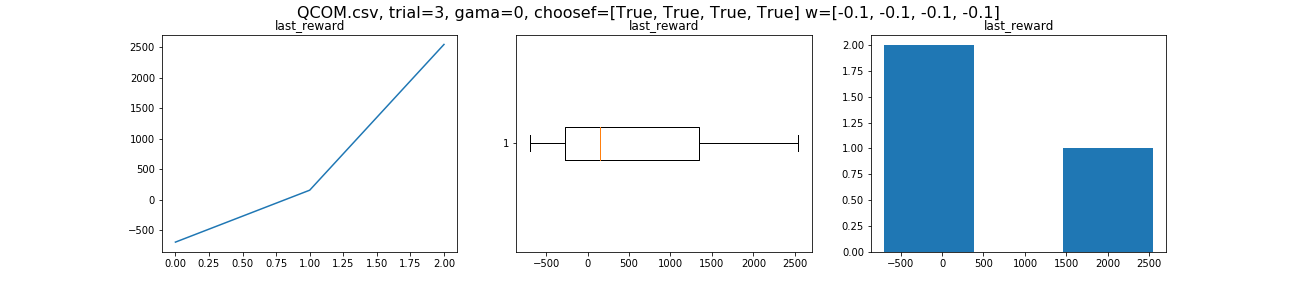 QCOM.csv, trial=3, gama=0, choosef=[True, True, True, True] w=[-0.1, -0.1, -0.1, -0.1]
last_reward
2500
2000
1500
1000
500
0
−500
0.00 0.25 0.50 0.75 1.00 1.25 1.50 1.75 2.00
last_reward
1
−500 0 500 1000 1500 2000 2500
last_reward
2.00
1.75
1.50
1.25
1.00
0.75
0.50
0.25
0.00
−500 0 500 1000 1500 2000 2500